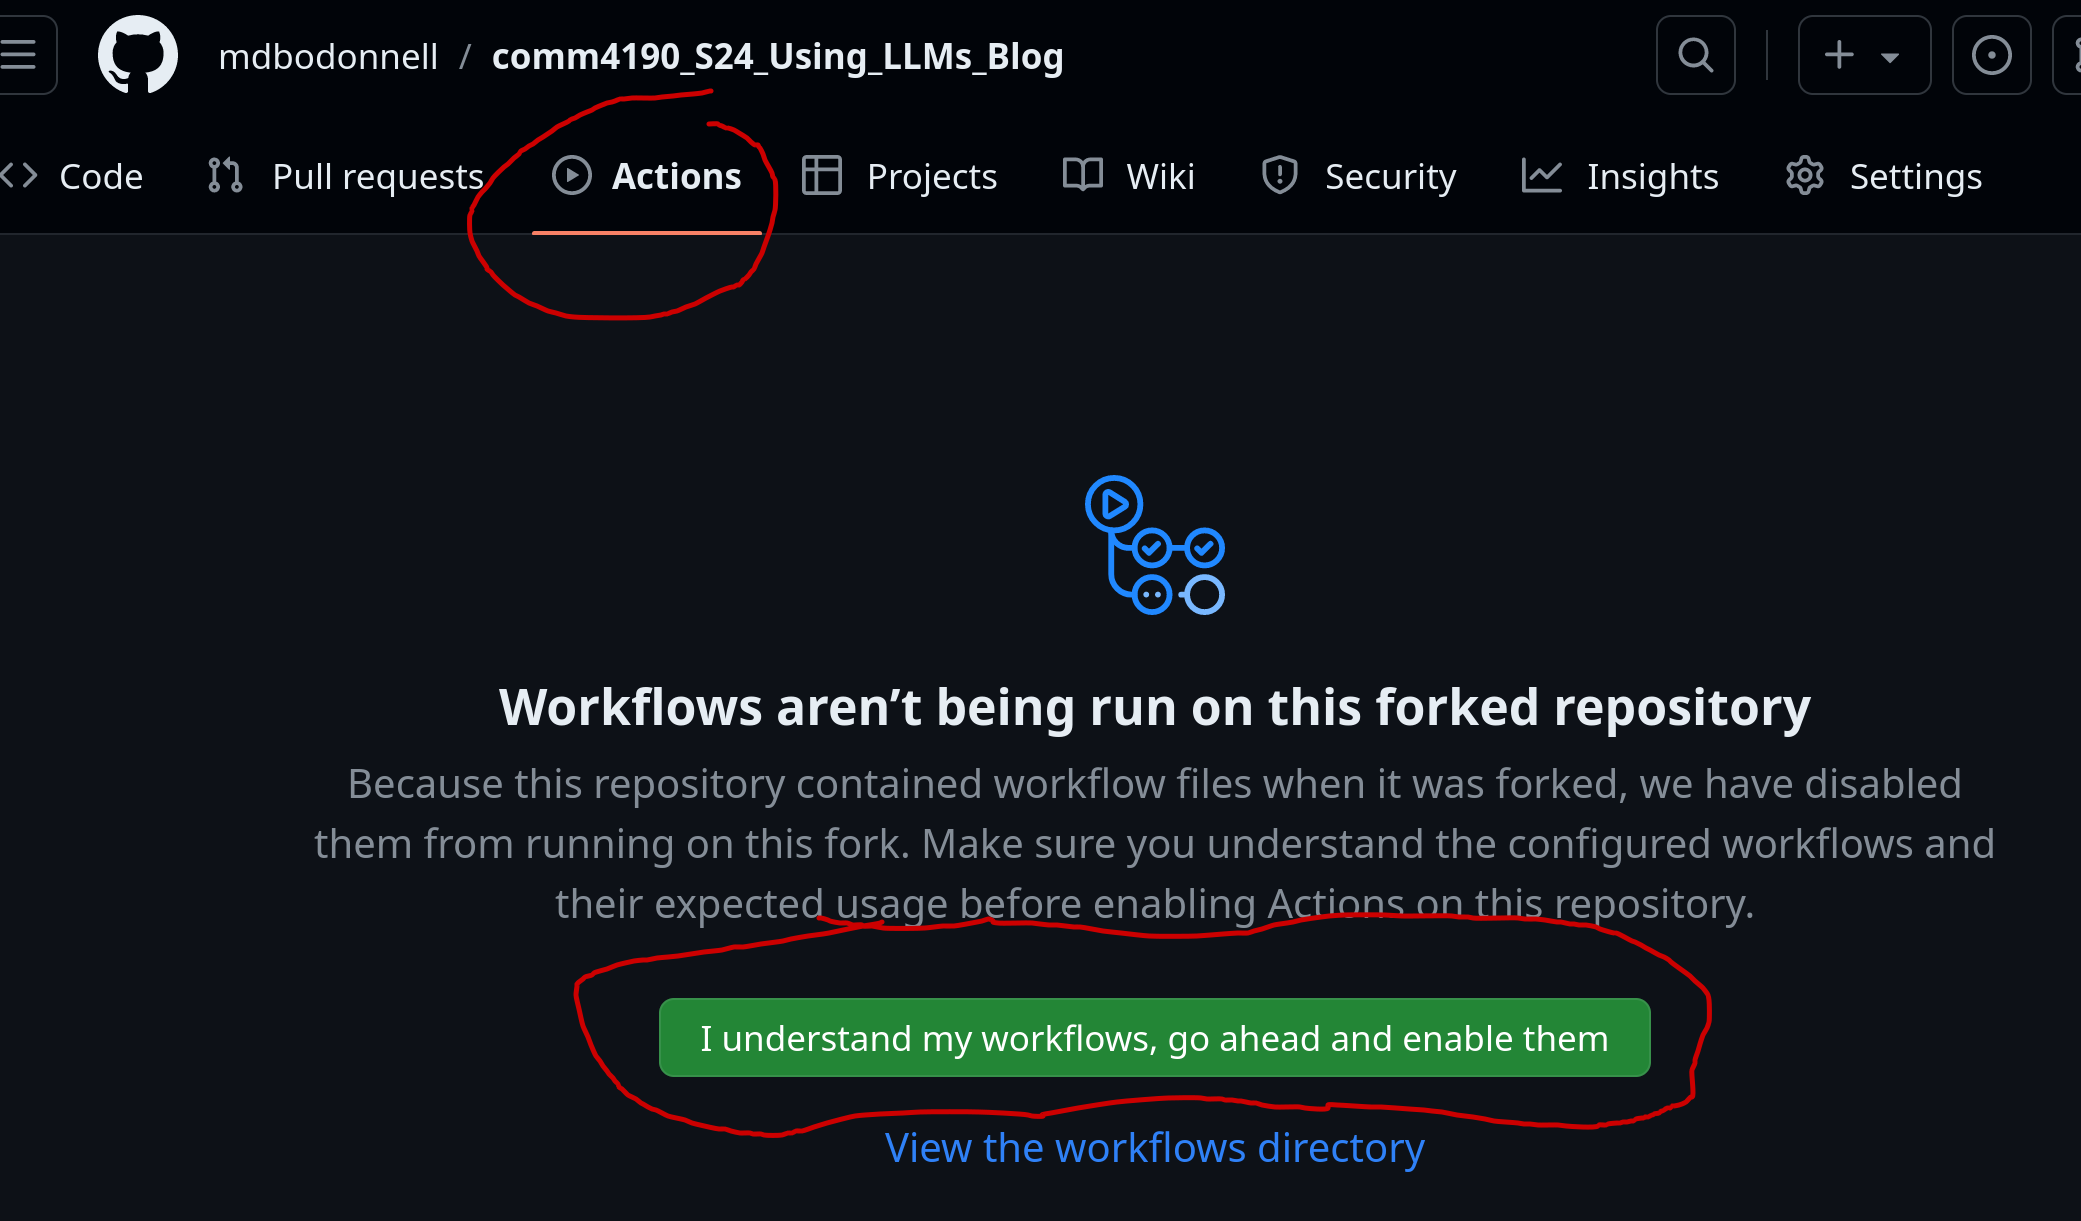 mdbodonnell / comm4190_S24_Using_LLMs_Blog
Code Pull requests Actions Projects Wiki Security Insights Settings
Workflows aren’t being run on this forked repository
Because this repository contained workflow files when it was forked, we have disabled
them from running on this fork. Make sure you understand the configured workflows and
their expected usage before enabling Actions on this repository.
I understand my workflows, go ahead and enable them
View the workflows directory